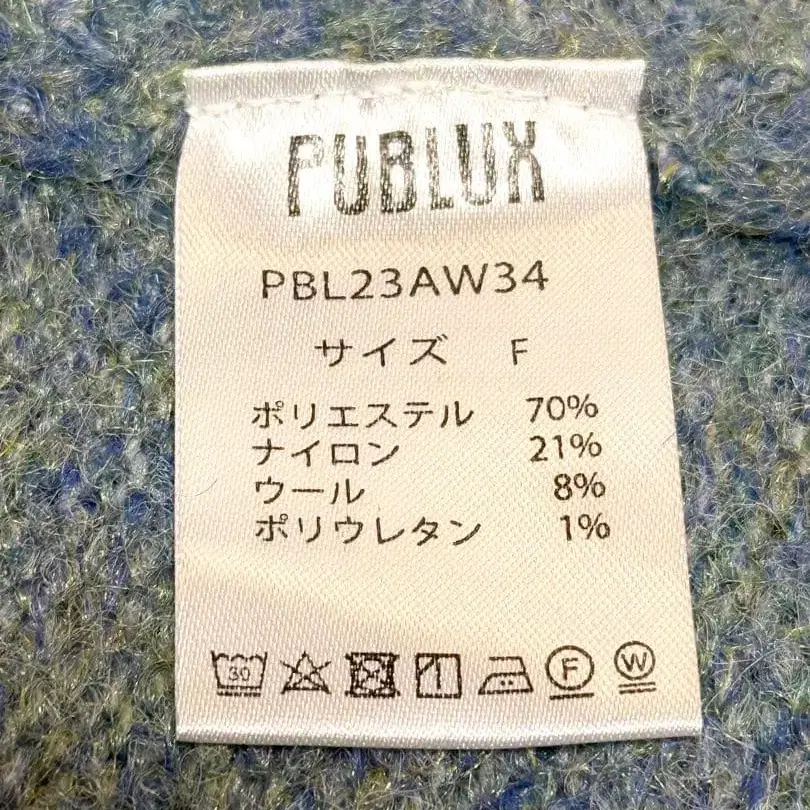 PUBLUX
PBL23AW34
サイズ F
ポリエステル 70%
ナイロン 21%
ウール 8%
ポリウレタン 1%
30 F W